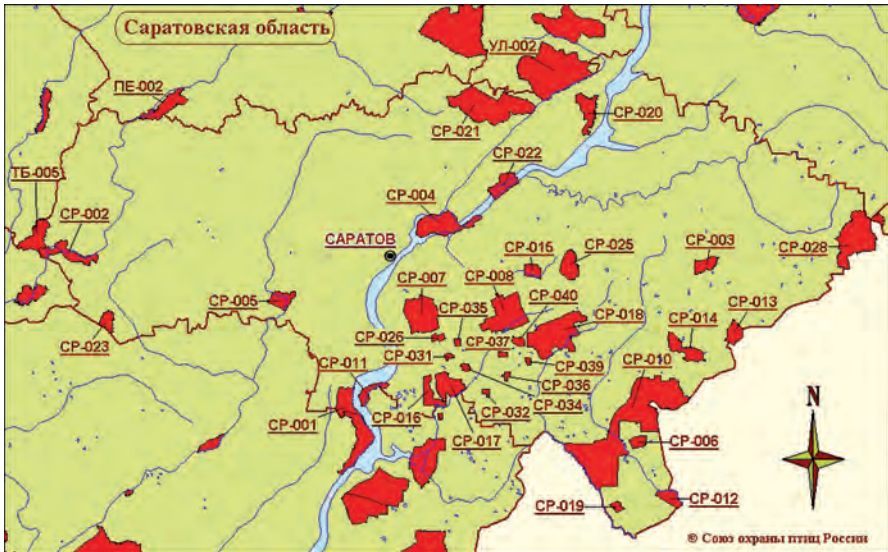 Саратовская область
УЛ-002
ПЕ-002
СР-021
СР-020
ТБ-005
СР-022
СР-002
СР-004
САРАТОВ
СР-015
СР-025
СР-003
СР-028
СР-007
СР-008
СР-005
СР-035
СР-040
СР-018
СР-013
СР-014
СР-026
СР-037
СР-023
СР-031
СР-039
СР-010
СР-011
СР-036
СР-016
СР-032
СР-034
СР-001
СР-017
СР-006
N
СР-012
СР-019
© Союз охраны птиц России